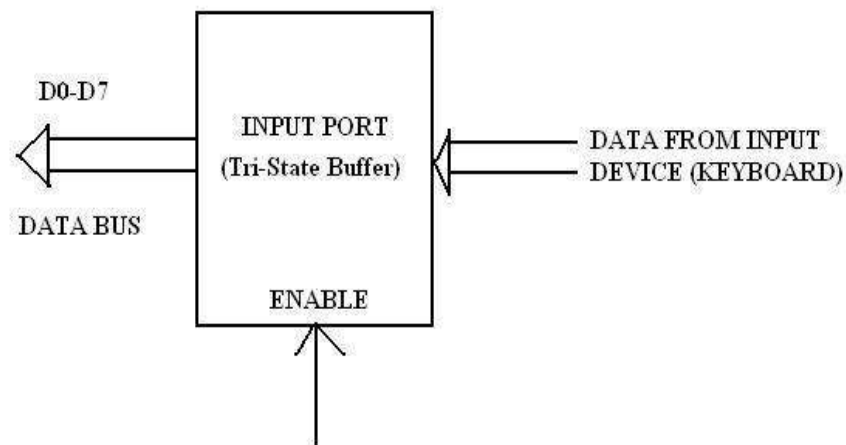 D0-D7
DATA BUS
INPUT PORT
(Tri-State Buffer)
ENABLE
DATA FROM INPUT
DEVICE (KEYBOARD)